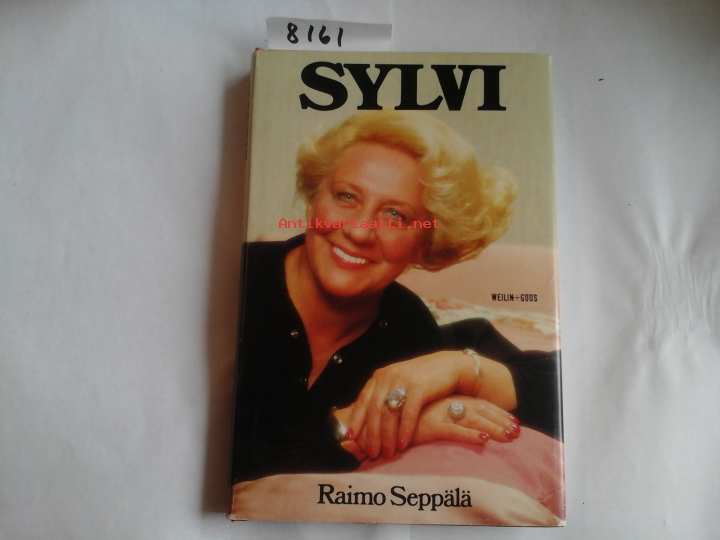 8161
SYLVI
Antikvariaatti.net
WEILIN+GÖÖS
Raimo Seppälä